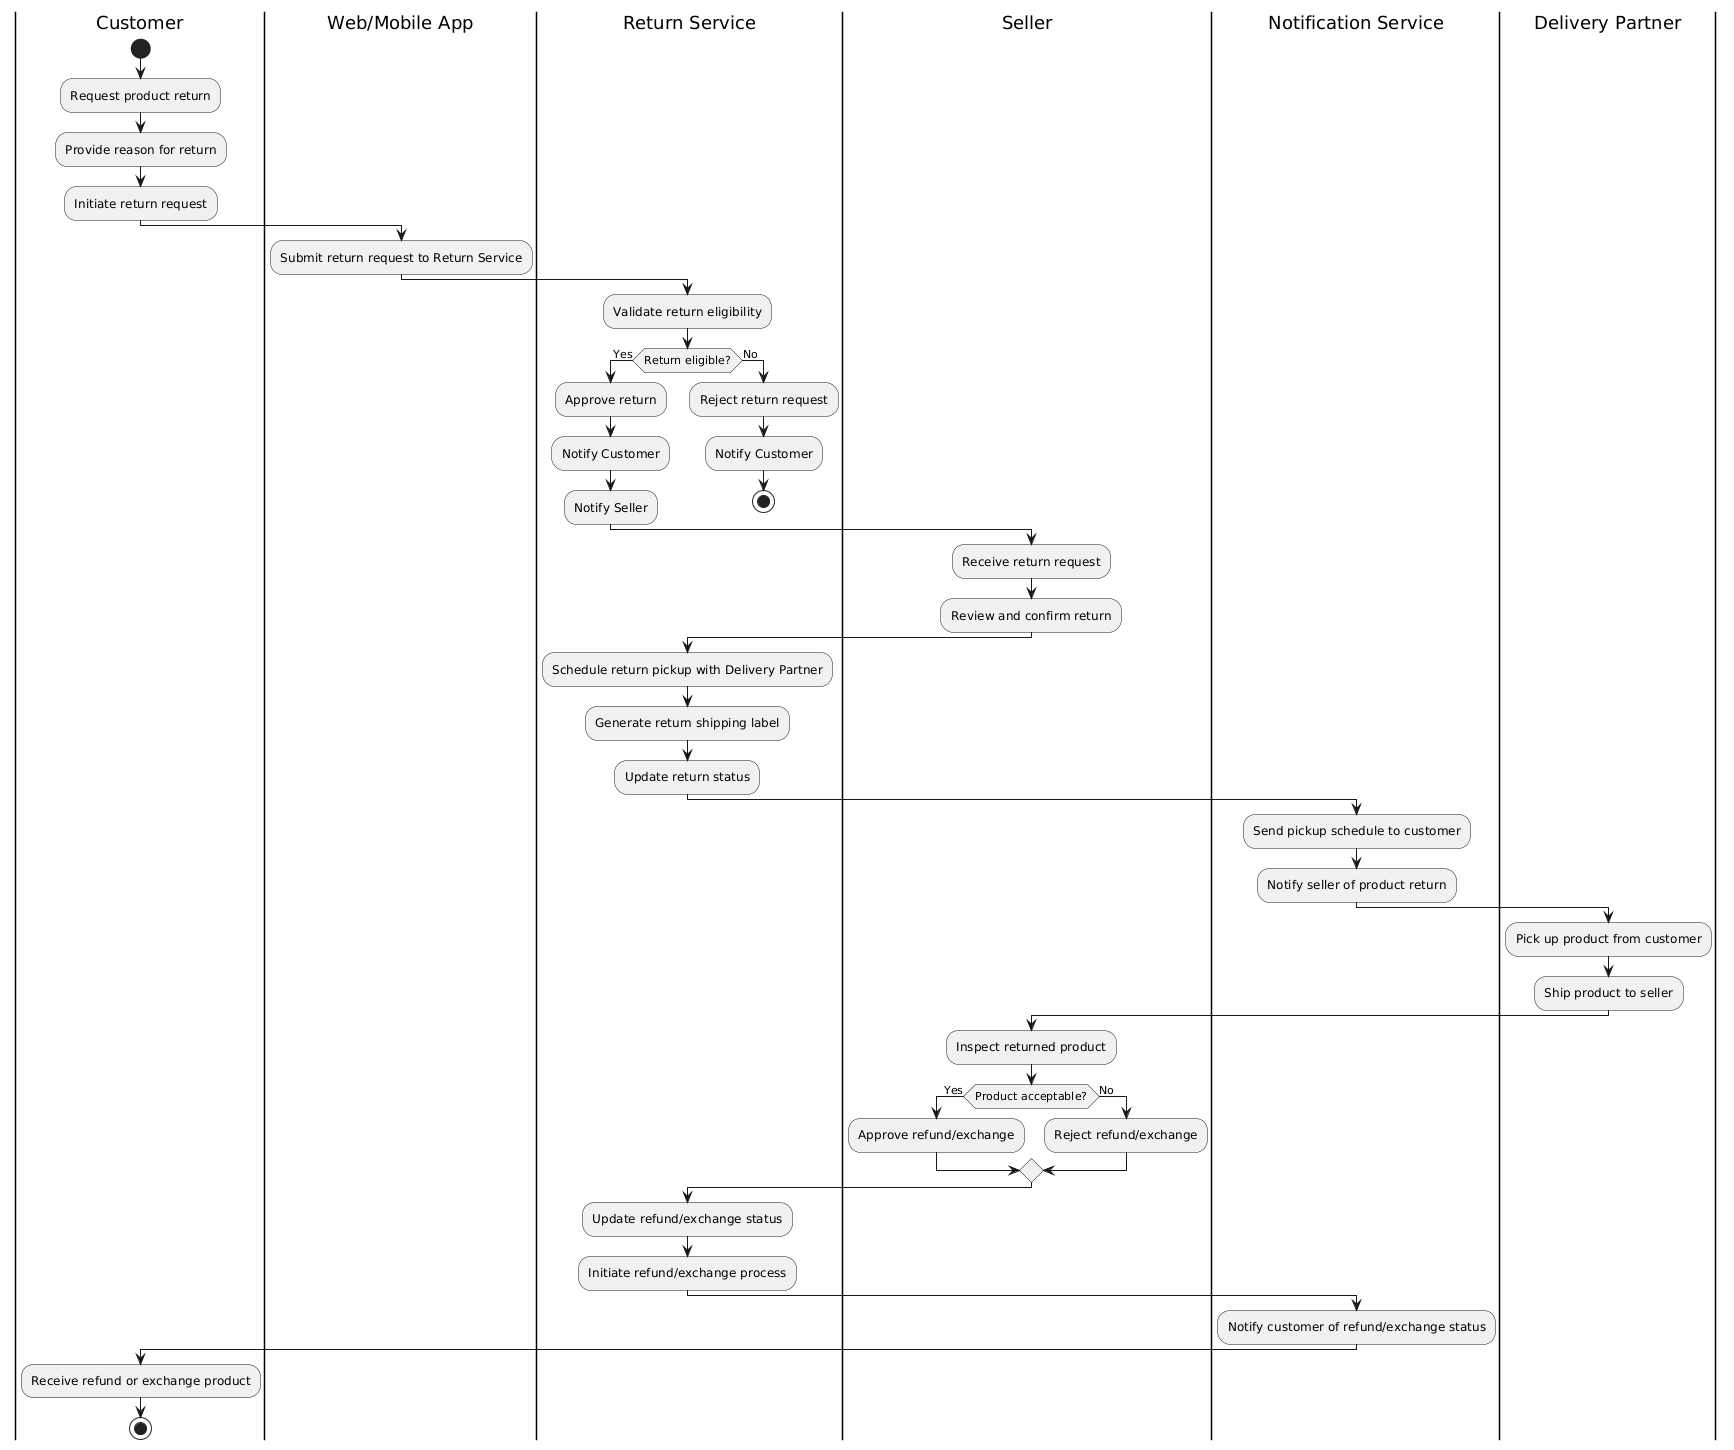 Customer
Web/Mobile App
Return Service
Seller
Notification Service
Delivery Partner
Request product return
Provide reason for return
Initiate return request
Submit return request to Return Service
Validate return eligibility
Yes
Return eligible?
No
Approve return
Reject return request
Notify Customer
Notify Customer
Notify Seller
Receive return request
Review and confirm return
Schedule return pickup with Delivery Partner
Generate return shipping label
Update return status
Send pickup schedule to customer
Notify seller of product return
Pick up product from customer
Ship product to seller
Inspect returned product
Yes
Product acceptable?
No
Approve refund/exchange
Reject refund/exchange
Update refund/exchange status
Initiate refund/exchange process
Notify customer of refund/exchange status
Receive refund or exchange product